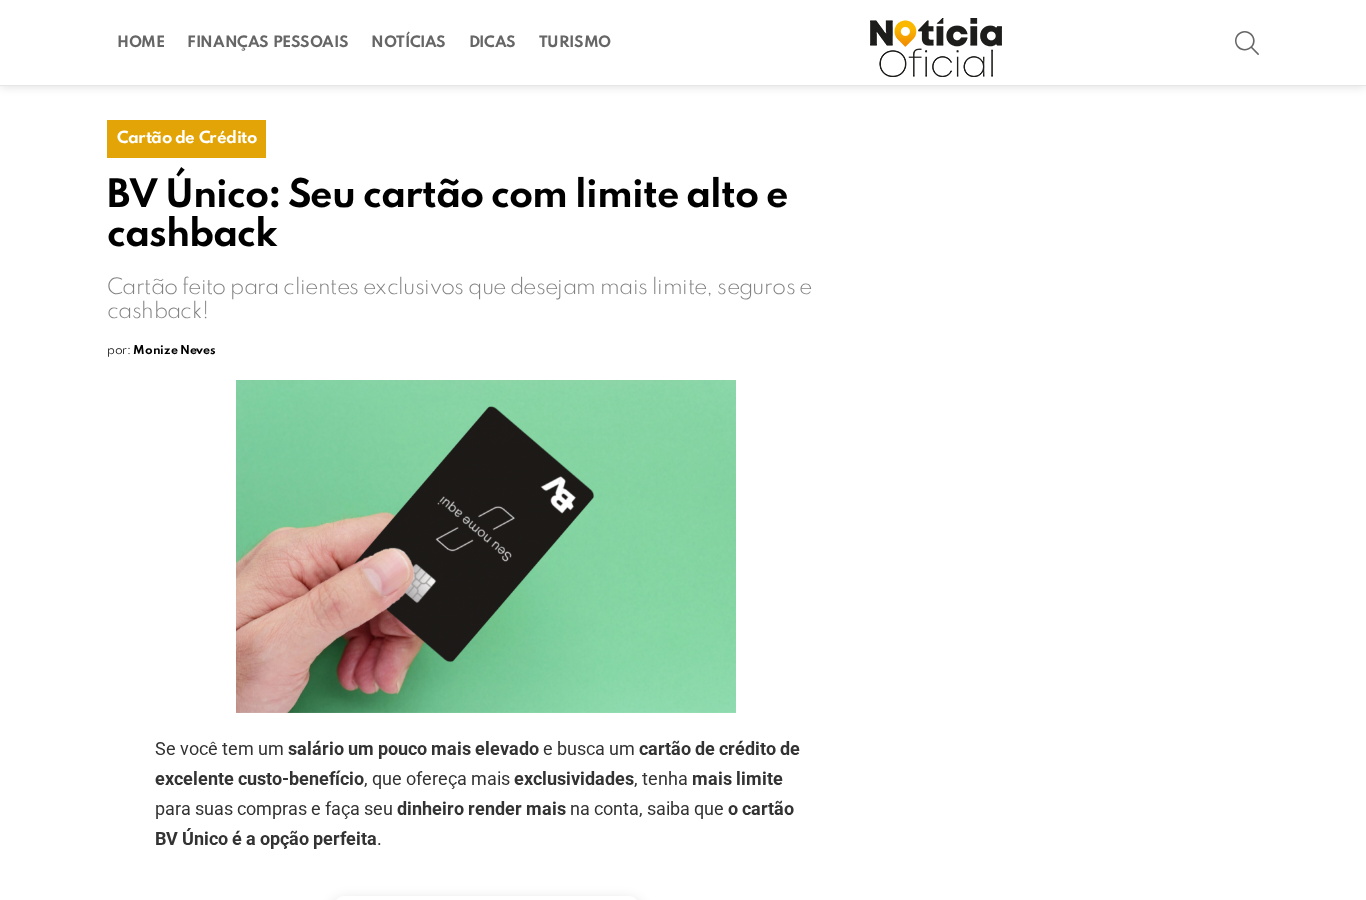 HOME FINANÇAS PESSOAIS NOTÍCIAS DICAS TURISMO
Notícia
Oficial
Cartão de Crédito
BV Único: Seu cartão com limite alto e
cashback
Cartão feito para clientes exclusivos que desejam mais limite, seguros e
cashback!
por: Monize Neves
BV
Seu nome aqui
Se você tem um salário um pouco mais elevado e busca um cartão de crédito de
excelente custo-benefício, que ofereça mais exclusividades, tenha mais limite
para suas compras e faça seu dinheiro render mais na conta, saiba que o cartão
BV Único é a opção perfeita.